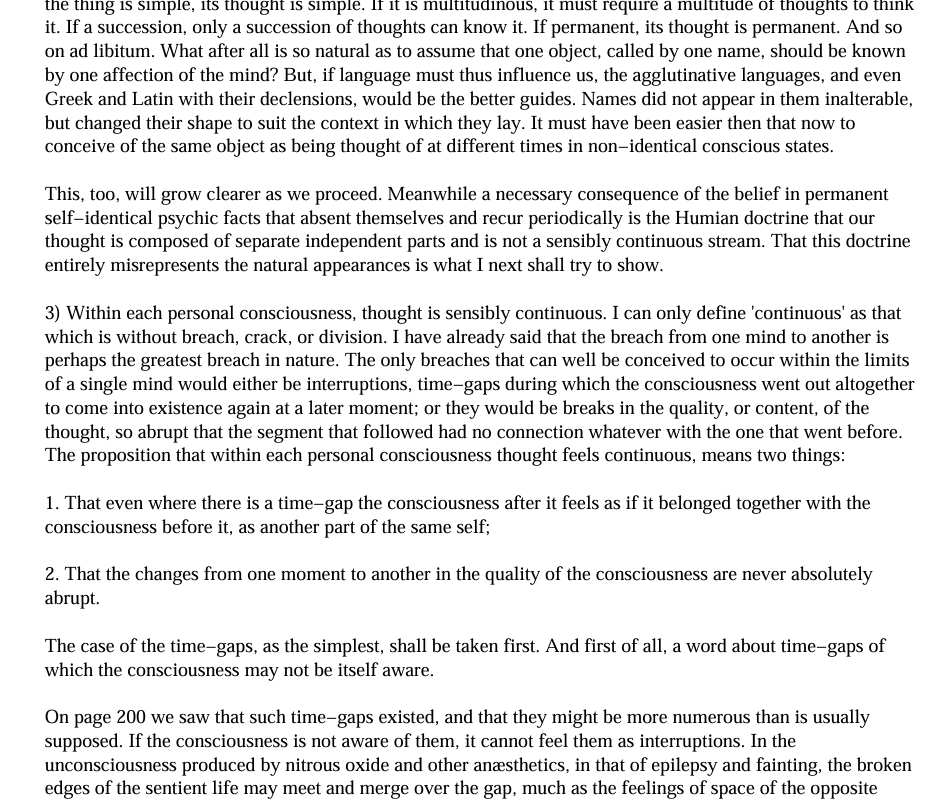 the thing is simple, its thought is simple. If it is multitudinous, it must require a multitude of thoughts to think
it. If a succession, only a succession of thoughts can know it. If permanent, its thought is permanent. And so
on ad libitum. What after all is so natural as to assume that one object, called by one name, should be known
by one affection of the mind? But, if language must thus influence us, the agglutinative languages, and even
Greek and Latin with their declensions, would be the better guides. Names did not appear in them inalterable,
but changed their shape to suit the context in which they lay. It must have been easier then that now to
conceive of the same object as being thought of at different times in non−identical conscious states.

This, too, will grow clearer as we proceed. Meanwhile a necessary consequence of the belief in permanent
self−identical psychic facts that absent themselves and recur periodically is the Humian doctrine that our
thought is composed of separate independent parts and is not a sensibly continuous stream. That this doctrine
entirely misrepresents the natural appearances is what I next shall try to show.

3) Within each personal consciousness, thought is sensibly continuous. I can only define 'continuous' as that
which is without breach, crack, or division. I have already said that the breach from one mind to another is
perhaps the greatest breach in nature. The only breaches that can well be conceived to occur within the limits
of a single mind would either be interruptions, time−gaps during which the consciousness went out altogether
to come into existence again at a later moment; or they would be breaks in the quality, or content, of the
thought, so abrupt that the segment that followed had no connection whatever with the one that went before.
The proposition that within each personal consciousness thought feels continuous, means two things:

1. That even where there is a time−gap the consciousness after it feels as if it belonged together with the
consciousness before it, as another part of the same self;

2. That the changes from one moment to another in the quality of the consciousness are never absolutely
abrupt.

The case of the time−gaps, as the simplest, shall be taken first. And first of all, a word about time−gaps of
which the consciousness may not be itself aware.

On page 200 we saw that such time−gaps existed, and that they might be more numerous than is usually
supposed. If the consciousness is not aware of them, it cannot feel them as interruptions. In the
unconsciousness produced by nitrous oxide and other anæsthetics, in that of epilepsy and fainting, the broken
edges of the sentient life may meet and merge over the gap, much as the feelings of space of the opposite